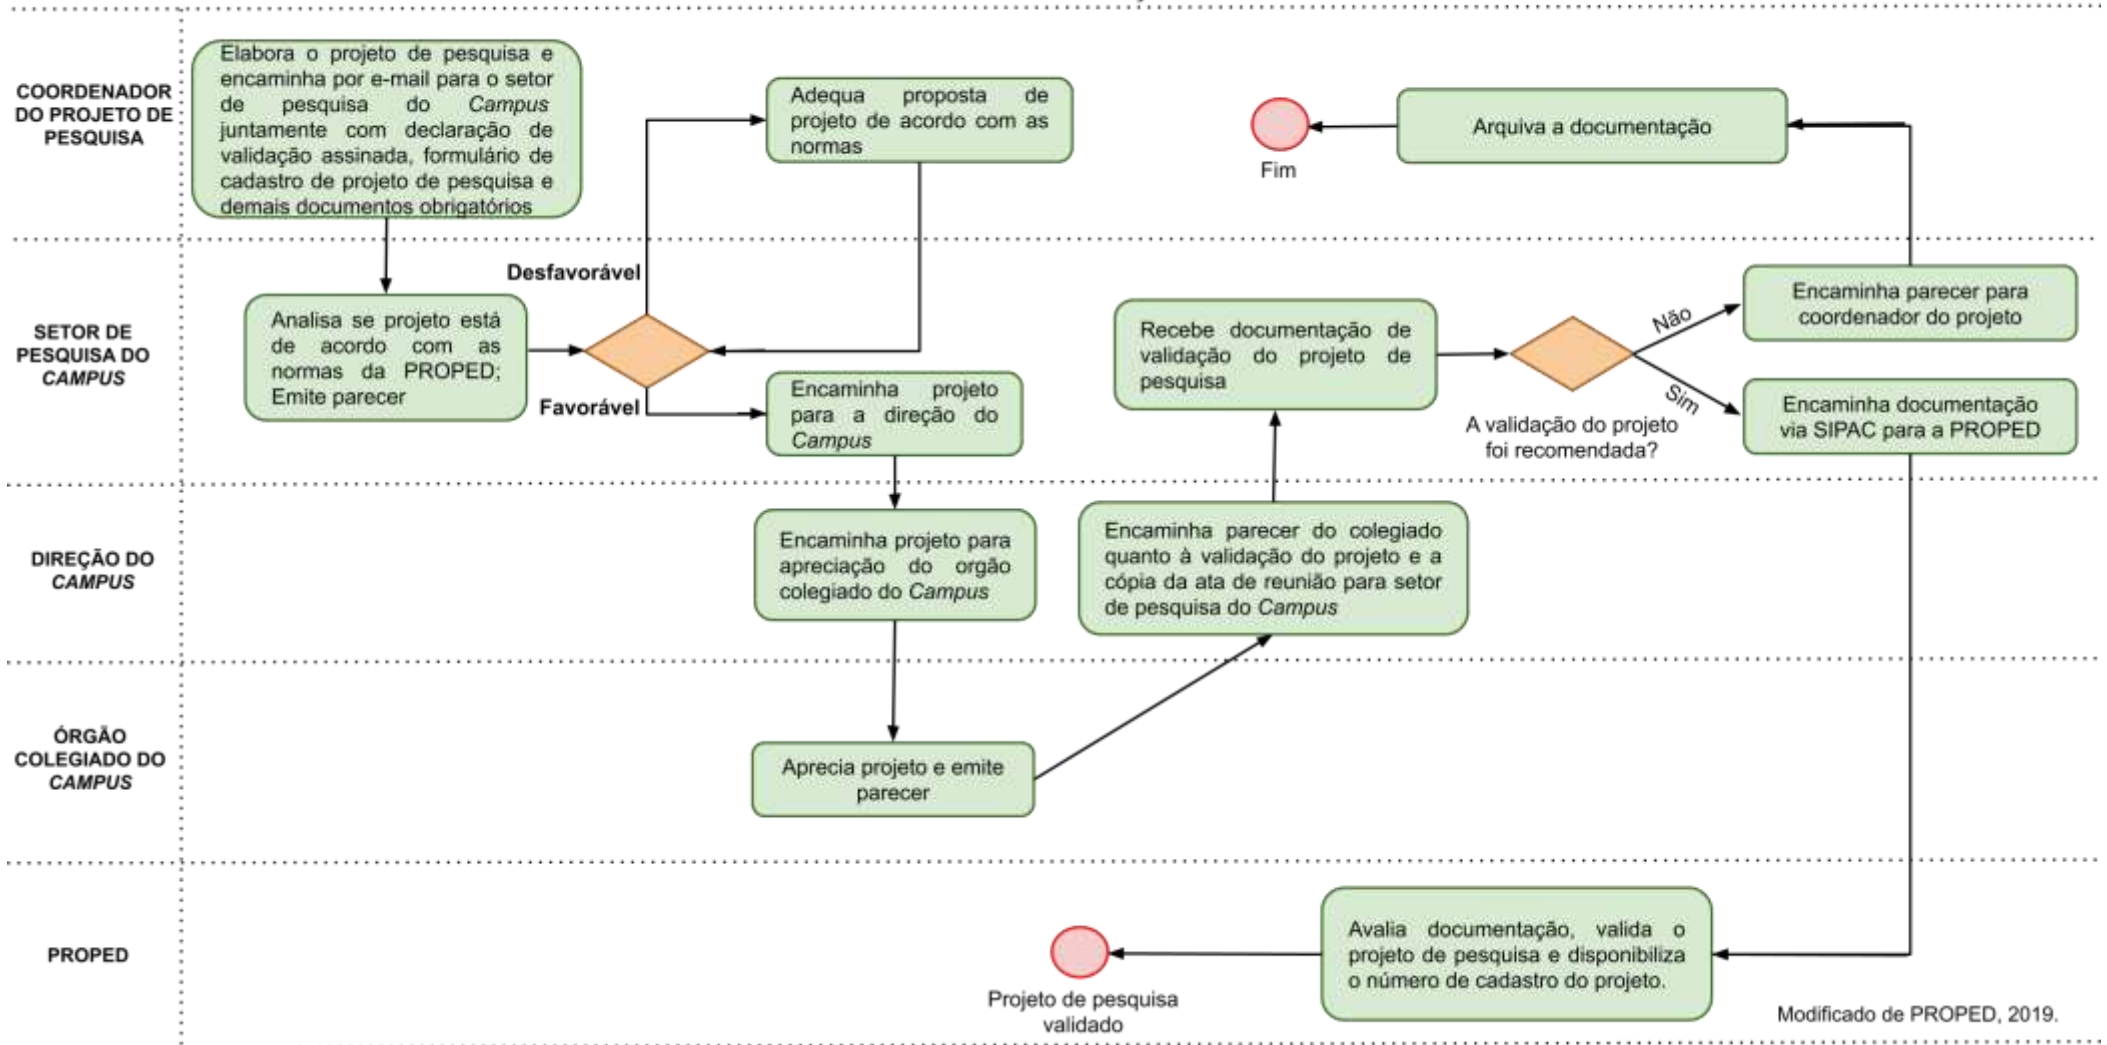 COORDENADOR
DO PROJETO DE
PESQUISA
Elabora o projeto de pesquisa e
encaminha por e-mail para o setor
de pesquisa do Campus
juntamente com declaração de
validação assinada, formulário de
cadastro de projeto de pesquisa e
demais documentos obrigatórios
Adequa proposta de
projeto de acordo com as
normas
Fim
Arquiva a documentação
SETOR DE
PESQUISA DO
CAMPUS
Analisa se projeto está
de acordo com as
normas da PROPED;
Emite parecer
Desfavorável
Favorável
Encaminha projeto
para a direção do
Campus
Recebe documentação de
validação do projeto de
pesquisa
A validação do projeto
foi recomendada?
Não
Sim
Encaminha parecer para
coordenador do projeto
Encaminha documentação
via SIPAC para a PROPED
DIREÇÃO DO
CAMPUS
Encaminha projeto para
apreciação do orgão
colegiado do Campus
Encaminha parecer do colegiado
quanto à validação do projeto e a
cópia da ata de reunião para setor
de pesquisa do Campus
ÓRGÃO
COLEGIADO DO
CAMPUS
Aprecia projeto e emite
parecer
PROPED
Projeto de pesquisa
validado
Avalia documentação, valida o
projeto de pesquisa e disponibiliza
o número de cadastro do projeto.
Modificado de PROPED, 2019.